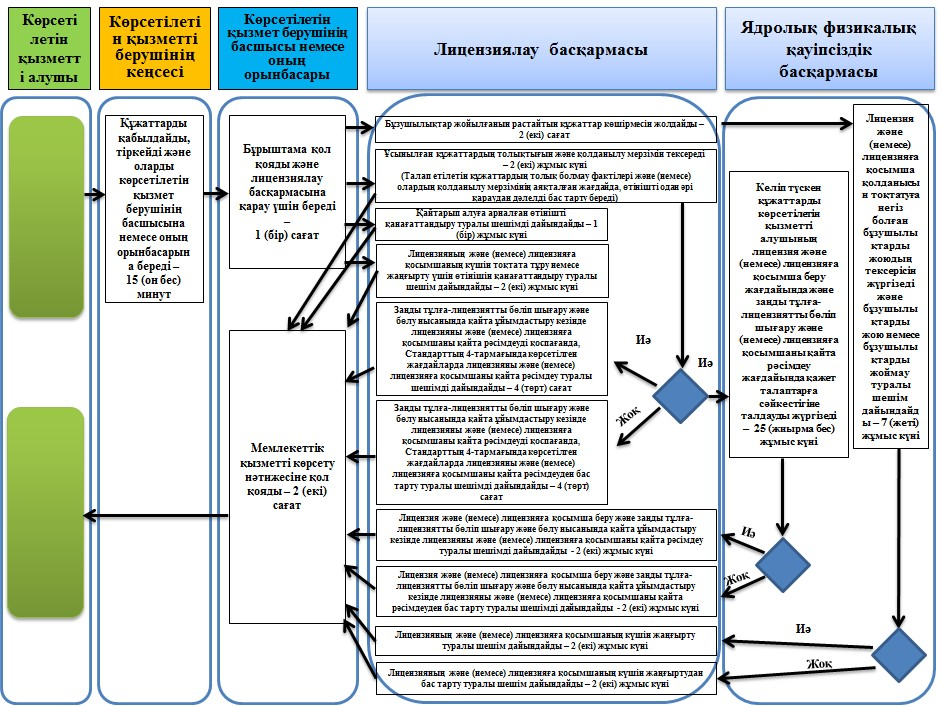 Көрсеті
летін
қызметт
і алушы
Көрсетілеті
н қызметті
берушінің
кеңсесі
Көрсетілетін
қызмет берушінің
басшысы немесе
оның
орынбасары
Лицензиялау басқармасы
Ядролық физикалық
қауіпсіздік
басқармасы
Құжаттарды
қабылдайды,
тіркейді және
оларды
көрсетілетін
қызмет
берушінің
басшысына
немесе оның
орынбасарын
а береді –
15 (он бес)
минут
Бұрыштама қол
қояды және
лицензиялау
басқармасына
қарау үшін береді
–
1 (бір) сағат
Мемлекеттік
қызметті көрсету
нәтижесіне қол
қояды – 2 (екі)
сағат
Бұзушылықтар жойылғанын растайтын құжаттар көшірмесін жолдайды –
2 (екі) сағат
Ұсынылған құжаттардың толықтығын және қолданылу мерзімін тексереді
– 2 (екі) жұмыс күні
(Талап етілетін құжаттардың толық болмау фактілері және (немесе)
олардың қолданылу мерзімінің аяқталған жағдайда, өтінішті одан әрі
қараудан дәлелді бас тарту береді)
Қайтарып алуға арналған өтінішті
қанағаттандыру туралы шешімді дайындайды – 1
(бір) жұмыс күні
Лицензияның және (немесе) лицензияға
қосымшаның күшін тоқтата тұру немесе
жаңғырту үшін өтінішін қанағаттандыру туралы
шешім дайындайды – 2 (екі) жұмыс күні
Заңды тұлға-лицензиятты бөліп шығару және
бөлу нысанында қайта ұйымдастыру кезінде
лицензияны және (немесе) лицензияға
қосымшаны қайта рәсімдеуді қоспағанда,
Стандарттың 4-тармағында көрсетілген
жағдайларда лицензияны және (немесе)
лицензияға қосымшаны қайта рәсімдеу туралы
шешімді дайындайды – 4 (төрт) сағат
Заңды тұлға-лицензиятты бөліп шығару және
бөлу нысанында қайта ұйымдастыру кезінде
лицензияны және (немесе) лицензияға
қосымшаны қайта рәсімдеуді қоспағанда,
Стандарттың 4-тармағында көрсетілген
жағдайларда лицензияны және (немесе)
лицензияға қосымшаны қайта рәсімдеуден бас
тарту туралы шешімді дайындайды – 4 (төрт)
сағат
Лицензия және (немесе) лицензияға қосымша беру және заңды тұлға-
лицензиятты бөліп шығару және бөлу нысанында қайта ұйымдастыру
кезінде лицензияны және (немесе) лицензияға қосымшаны қайта рәсімдеу
туралы шешімді дайындайды - 2 (екі) жұмыс күні
Лицензия және (немесе) лицензияға қосымша беру және заңды тұлға-
лицензиятты бөліп шығару және бөлу нысанында қайта ұйымдастыру
кезінде лицензияны және (немесе) лицензияға қосымшаны қайта
рәсімдеуден бас тарту туралы шешімді дайындайды - 2 (екі) жұмыс күні
Лицензияның және (немесе) лицензияға қосымшаның күшін жаңғырту
туралы шешім дайындайды – 2 (екі) жұмыс күні
Лицензияның және (немесе) лицензияға қосымшаның күшін жаңғыртудан
бас тарту туралы шешім дайындайды – 2 (екі) жұмыс күні
Иә
Иә
Жоқ
Келіп түскен
құжаттарды
көрсетілетін
қызметті
алушының
лицензия және
(немесе) лицензияға
қосымша беру
жағдайында және
заңды тұлға-
лицензиятты бөліп
шығару және
(немесе) лицензияға
қосымшаны қайта
рәсімдеу
жағдайында қажет
талаптарға
сәйкестігіне
талдауды жүргізеді
– 25 (жиырма бес)
жұмыс күні
Лицензия
және
(немесе)
лицензияға
қосымша
қолданысы
н тоқтатуға
негіз
болған
бұзушылы
қтарды
жоюдың
тексерісін
жүргізеді
және
бұзушылы
қтарды
жою немесе
бұзушылы
қтарды
жоймау
туралы
шешім
дайындайд
ы – 7 (жеті)
жұмыс күні
Иә
Жоқ
Иә
Жоқ